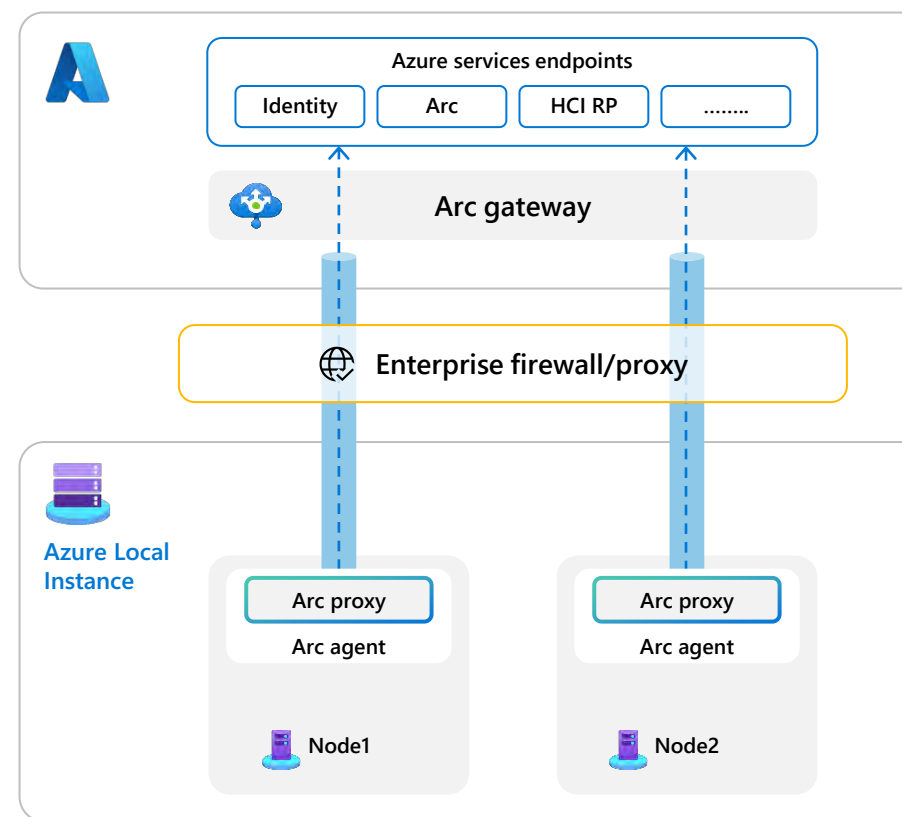 Azure services endpoints
Identity
Arc
HCI RP
........
Arc gateway
Enterprise firewall/proxy
Azure Local
Instance
Arc proxy
Arc agent
Node1
Arc proxy
Arc agent
Node2